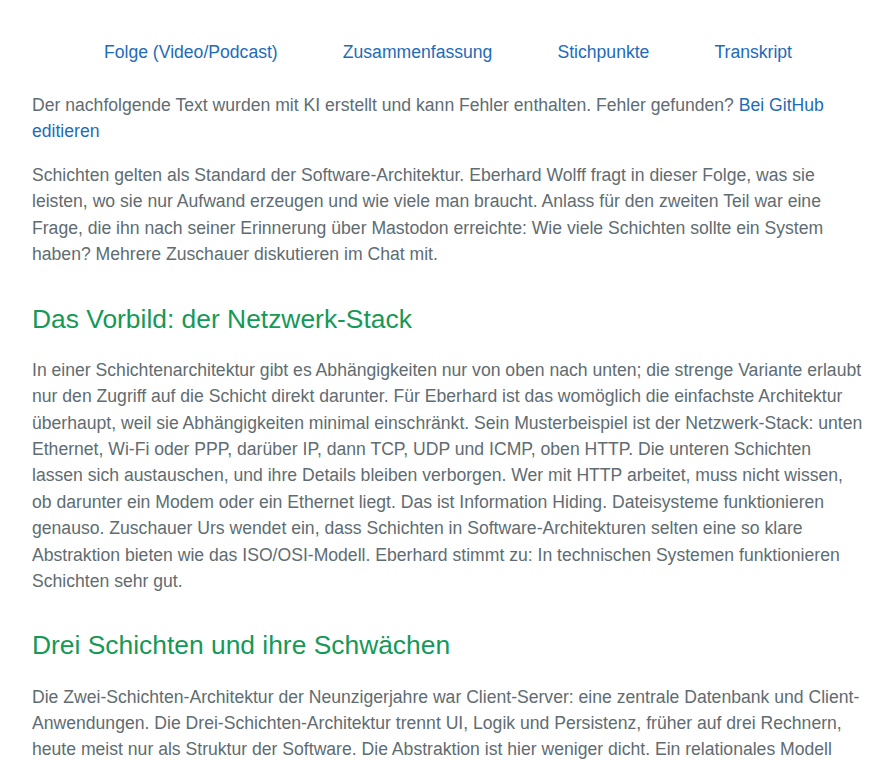 Folge (Video/Podcast) Zusammenfassung Stichpunkte Transkript
Der nachfolgende Text wurden mit KI erstellt und kann Fehler enthalten. Fehler gefunden? Bei GitHub
editieren
Schichten gelten als Standard der Software-Architektur. Eberhard Wolff fragt in dieser Folge, was sie
leisten, wo sie nur Aufwand erzeugen und wie viele man braucht. Anlass für den zweiten Teil war eine
Frage, die ihn nach seiner Erinnerung über Mastodon erreichte: Wie viele Schichten sollte ein System
haben? Mehrere Zuschauer diskutieren im Chat mit.
Das Vorbild: der Netzwerk-Stack
In einer Schichtenarchitektur gibt es Abhängigkeiten nur von oben nach unten; die strenge Variante erlaubt
nur den Zugriff auf die Schicht direkt darunter. Für Eberhard ist das womöglich die einfachste Architektur
überhaupt, weil sie Abhängigkeiten minimal einschränkt. Sein Musterbeispiel ist der Netzwerk-Stack: unten
Ethernet, Wi-Fi oder PPP, darüber IP, dann TCP, UDP und ICMP, oben HTTP. Die unteren Schichten
lassen sich austauschen, und ihre Details bleiben verborgen. Wer mit HTTP arbeitet, muss nicht wissen,
ob darunter ein Modem oder ein Ethernet liegt. Das ist Information Hiding. Dateisysteme funktionieren
genauso. Zuschauer Urs wendet ein, dass Schichten in Software-Architekturen selten eine so klare
Abstraktion bieten wie das ISO/OSI-Modell. Eberhard stimmt zu: In technischen Systemen funktionieren
Schichten sehr gut.
Drei Schichten und ihre Schwächen
Die Zwei-Schichten-Architektur der Neunzigerjahre war Client-Server: eine zentrale Datenbank und Client-
Anwendungen. Die Drei-Schichten-Architektur trennt UI, Logik und Persistenz, früher auf drei Rechnern,
heute meist nur als Struktur der Software. Die Abstraktion ist hier weniger dicht. Ein relationales Modell